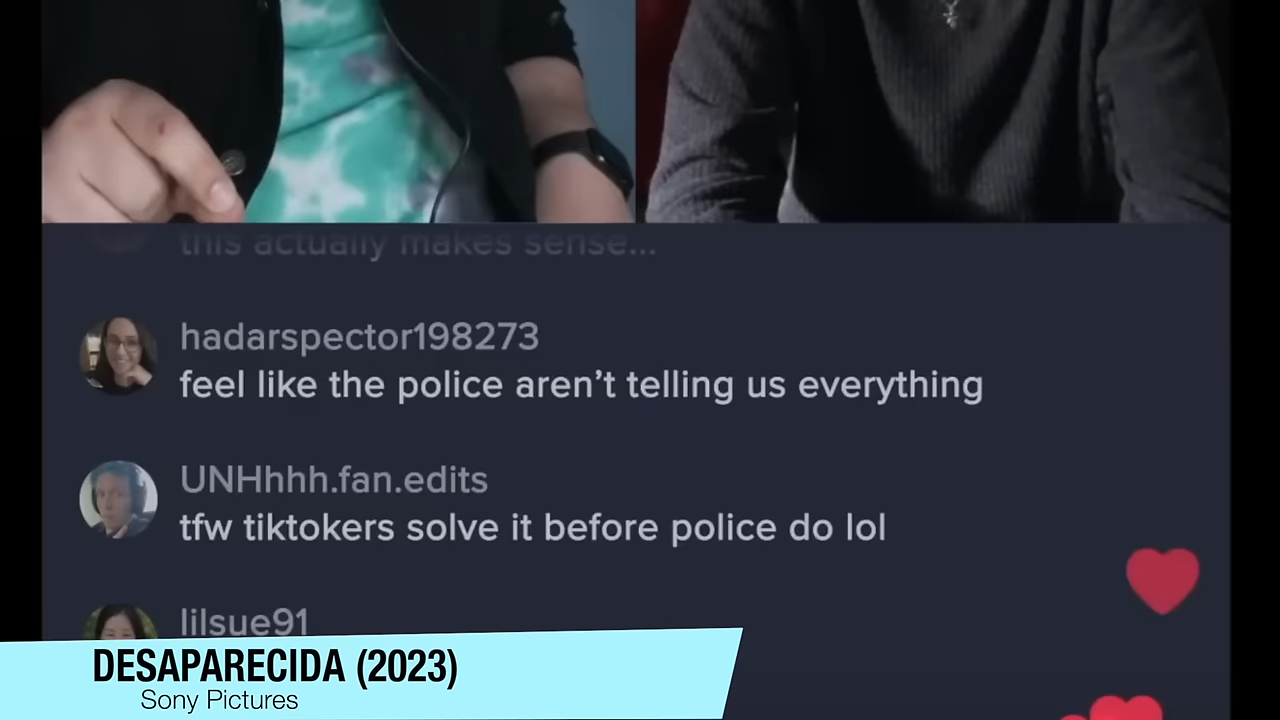 this actually makes sense...
hadarspector198273
feel like the police aren’t telling us everything
UNHhhh.fan.edits
tfw tiktokers solve it before police do lol
lilsue91
DESAPARECIDA (2023)
Sony Pictures